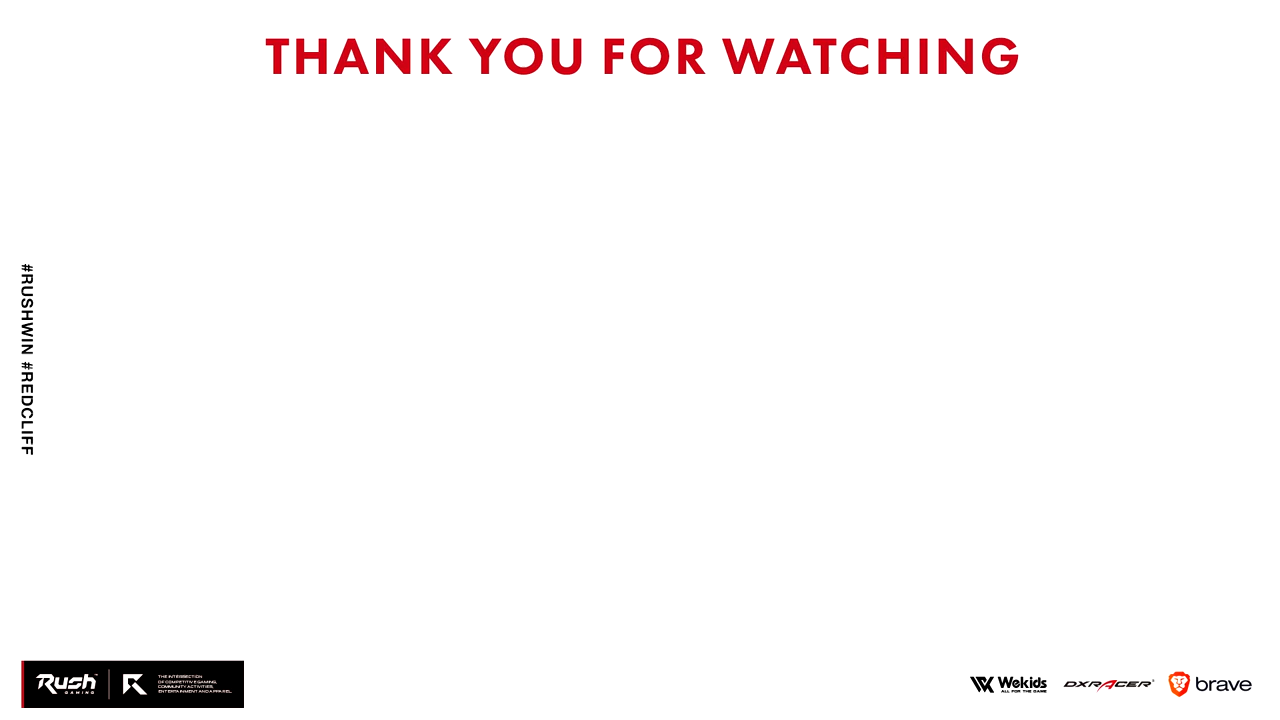 THANK YOU FOR WATCHING
#RUSHWIN #REDCLIFF
Rush
GAMING
THE INTERSECTION
OF COMPETITIVE GAMING,
COMMUNITY ACTIVITIES,
ENTERTAINMENT AND APPAREL.
Wekids
ALL FOR THE GAME
DXRACER
brave